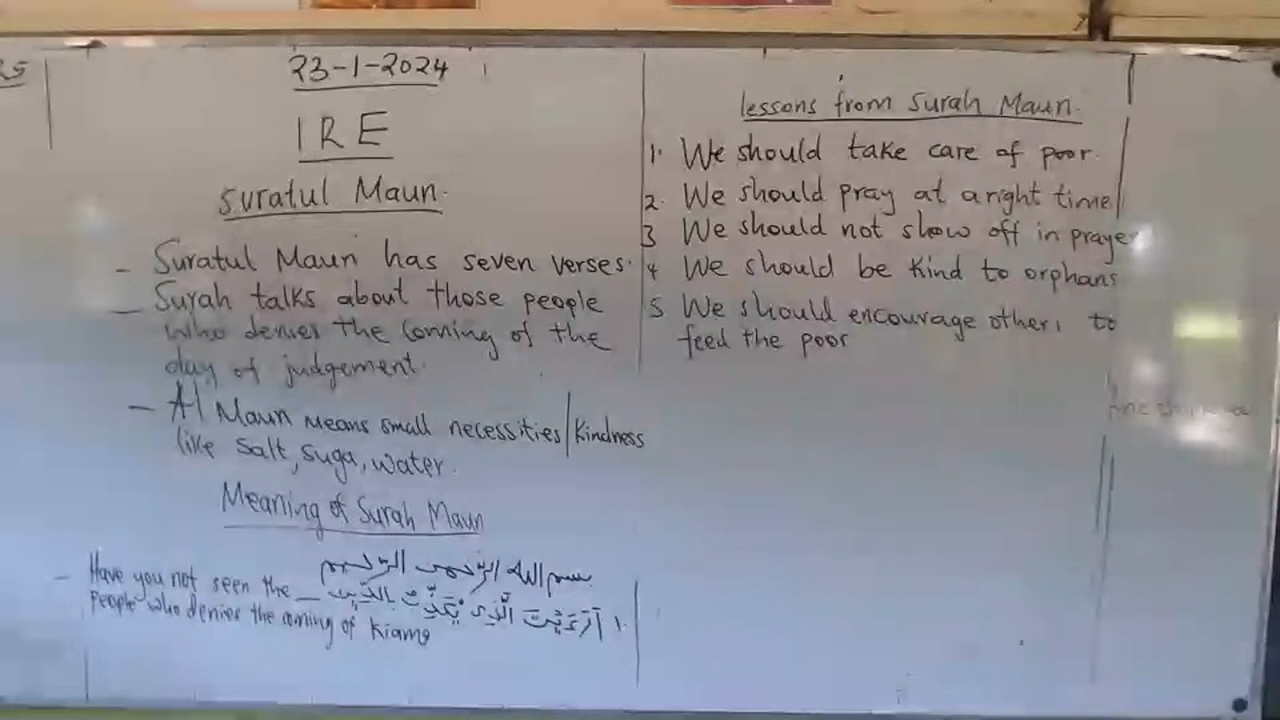 23-1-2024
IRE
Suratul Maun.
- Suratul Maun has seven verses.
- Surah talks about those people
who denies the coming of the
day of judgement.
- Al Maun means small necessities/kindness
like salt, suga, water.
Meaning of Surah Maun
بسم الله الرّحمن الرّحيم
- Have you not seen the
people who denies the coming of Kiama
١. أَرَءَيْتَ الَّذِى يُكَذِّبُ بِالدِّينِ
lessons from Surah Maun.
1. We should take care of poor.
2. We should pray at a right time
3 We should not show off in prayer
4 We should be kind to orphans
5 We should encourage others to
feed the poor